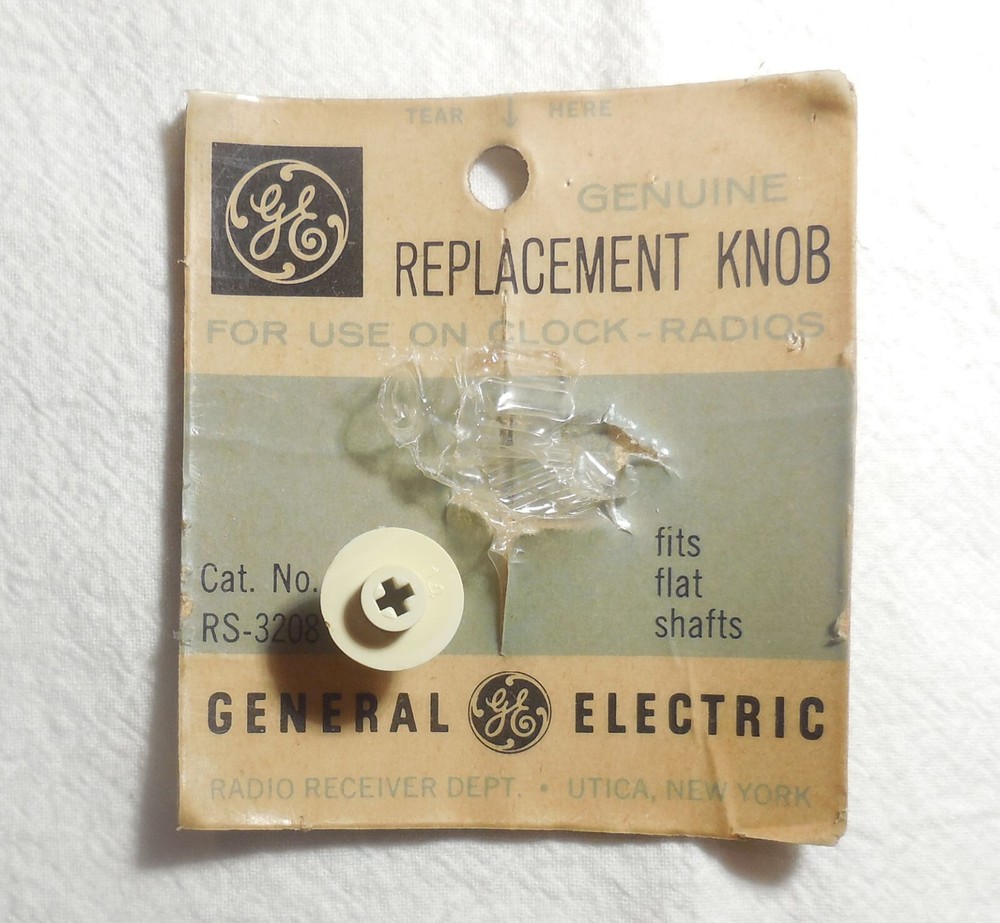 TEAR ↓ HERE
GE
GENUINE
REPLACEMENT KNOB
FOR USE ON CLOCK-RADIOS
Cat. No.
RS-3208
fits
flat
shafts
GENERAL GE ELECTRIC
RADIO RECEIVER DEPT. • UTICA, NEW YORK